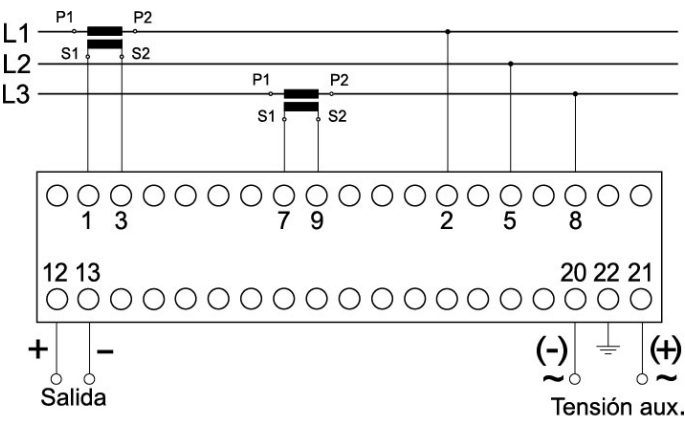 P1 P2
L1
S1 S2
L2
P1 P2
L3
S1 S2
1 3 7 9 2 5 8
12 13 20 22 21
+ - (-) (+)
~ ~
Salida
Tensión aux.